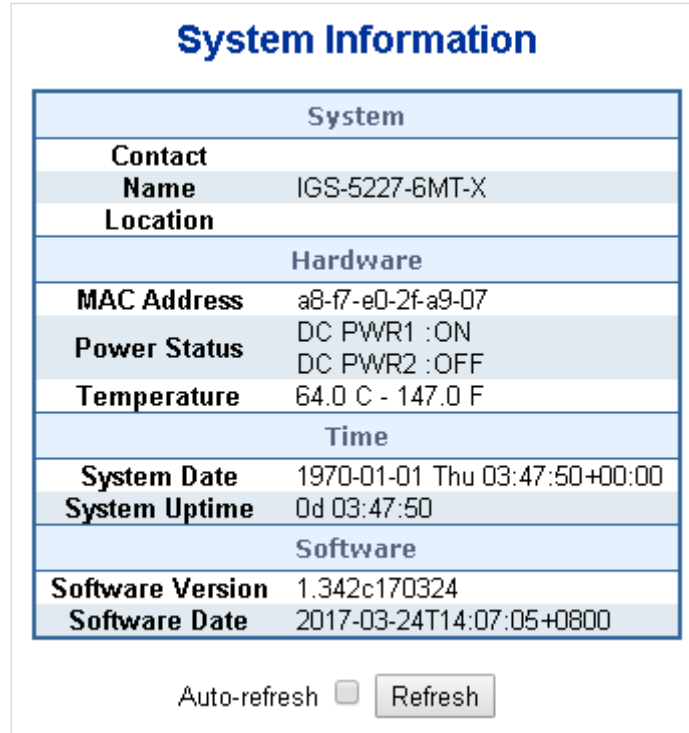 System Information
System
Contact
Name IGS-5227-6MT-X
Location
Hardware
MAC Address a8-f7-e0-2f-a9-07
Power Status DC PWR1 :ON
DC PWR2 :OFF
Temperature 64.0 C - 147.0 F
Time
System Date 1970-01-01 Thu 03:47:50+00:00
System Uptime 0d 03:47:50
Software
Software Version 1.342c170324
Software Date 2017-03-24T14:07:05+0800
Auto-refresh Refresh